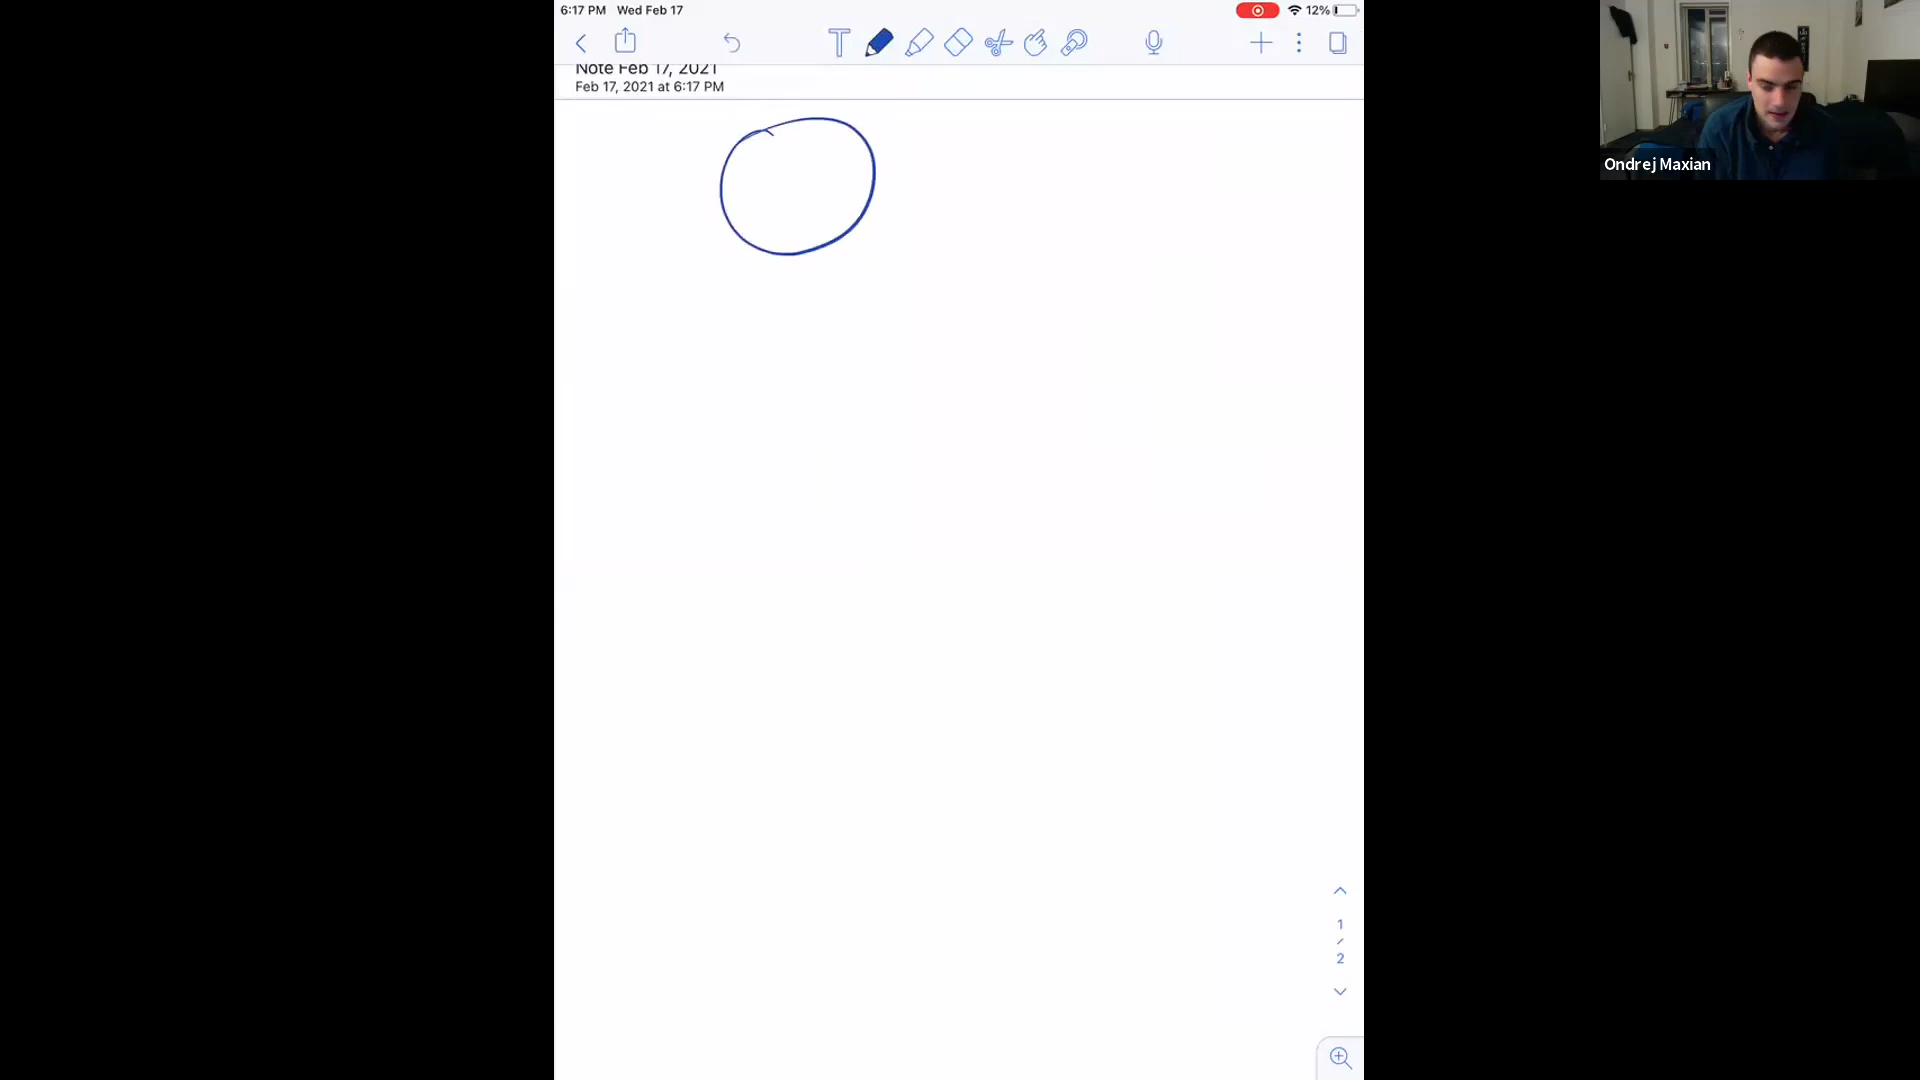 6:17 PM Wed Feb 17 12%
Note Feb 17, 2021
Feb 17, 2021 at 6:17 PM
Ondrej Maxian
1
/
2